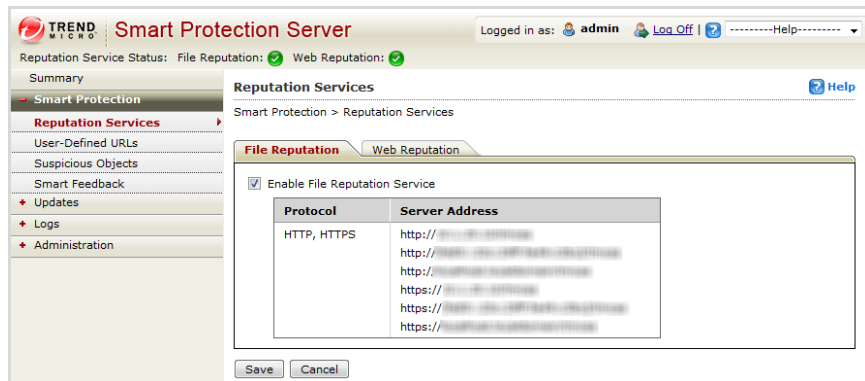 TREND MICRO Smart Protection Server Logged in as: admin Log Off | ---------Help---------
Reputation Service Status: File Reputation: Web Reputation:
Summary
Smart Protection
Reputation Services
User-Defined URLs
Suspicious Objects
Smart Feedback
+ Updates
+ Logs
+ Administration
Reputation Services
Help
Smart Protection > Reputation Services
File Reputation Web Reputation
Enable File Reputation Service
Protocol Server Address
HTTP, HTTPS http://
http://
http://
https://
https://
https://
Save Cancel